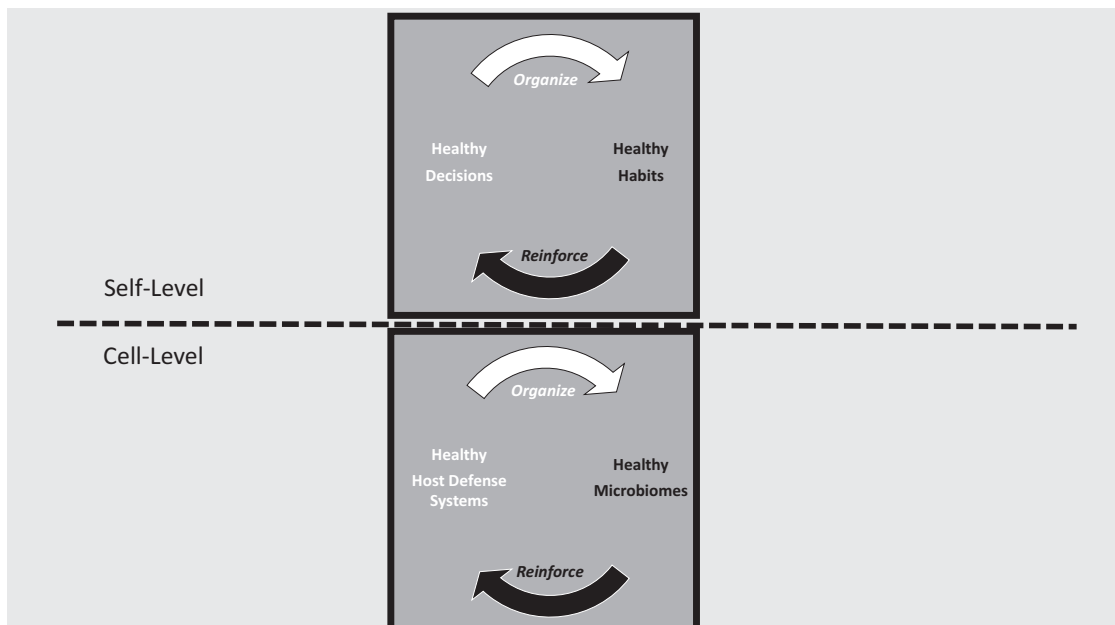 Organize
Healthy
Decisions
Healthy
Habits
Reinforce
Self-Level
Cell-Level
Organize
Healthy
Host Defense
Systems
Healthy
Microbiomes
Reinforce